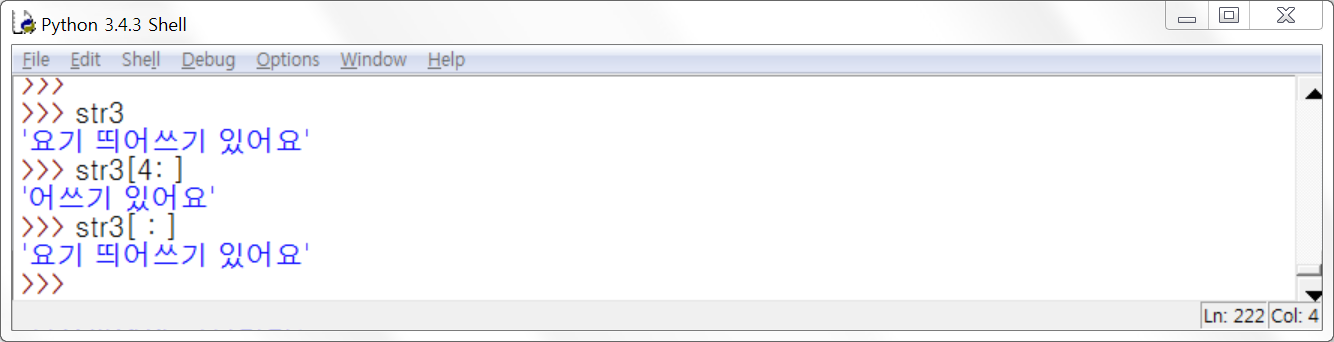 Python 3.4.3 Shell
File Edit Shell Debug Options Window Help
>>>
>>> str3
'요기 띄어쓰기 있어요'
>>> str3[4: ]
'어쓰기 있어요'
>>> str3[ : ]
'요기 띄어쓰기 있어요'
>>>
Ln: 222 Col: 4